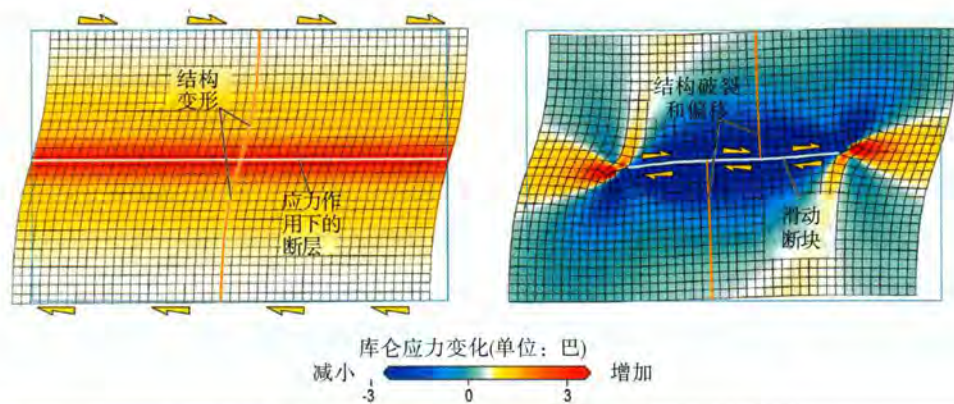 结构
变形
应力作
用下的
断层
结构破裂
和偏移
滑动
断块
库仑应力变化(单位：巴)
减小
增加
-3
0
3